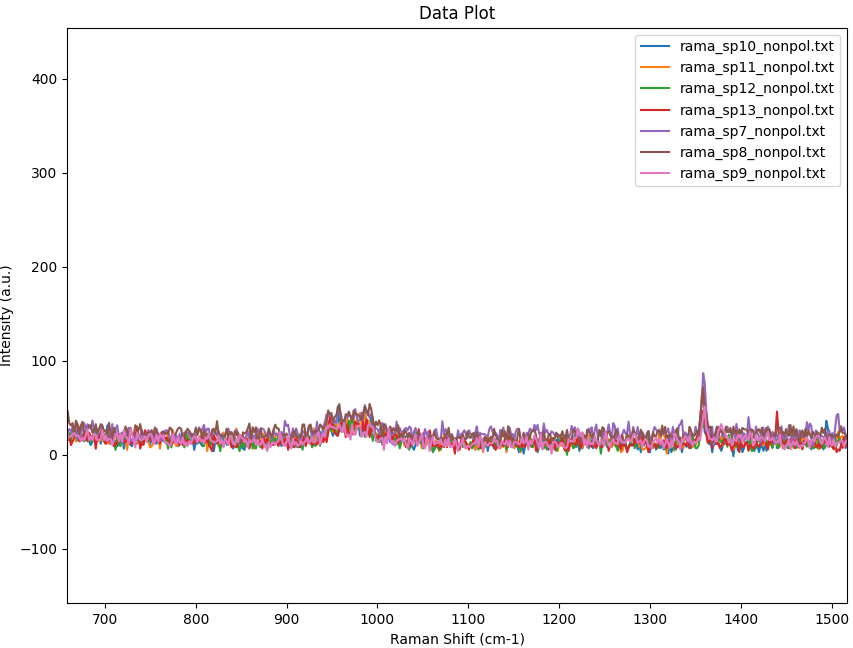 Data Plot
rama_sp10_nonpol.txt
rama_sp11_nonpol.txt
rama_sp12_nonpol.txt
rama_sp13_nonpol.txt
rama_sp7_nonpol.txt
rama_sp8_nonpol.txt
rama_sp9_nonpol.txt
Intensity (a.u.)
400
300
200
100
0
−100
700 800 900 1000 1100 1200 1300 1400 1500
Raman Shift (cm-1)